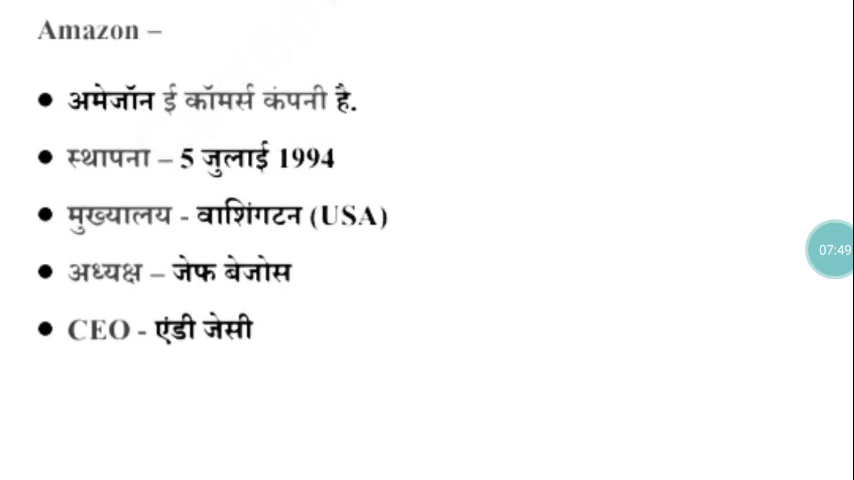 Amazon –
● अमेजॉन ई कॉमर्स कंपनी है.
● स्थापना – 5 जुलाई 1994
● मुख्यालय - वाशिंगटन (USA)
● अध्यक्ष – जेफ बेजोस
● CEO - एंडी जेसी
07:49